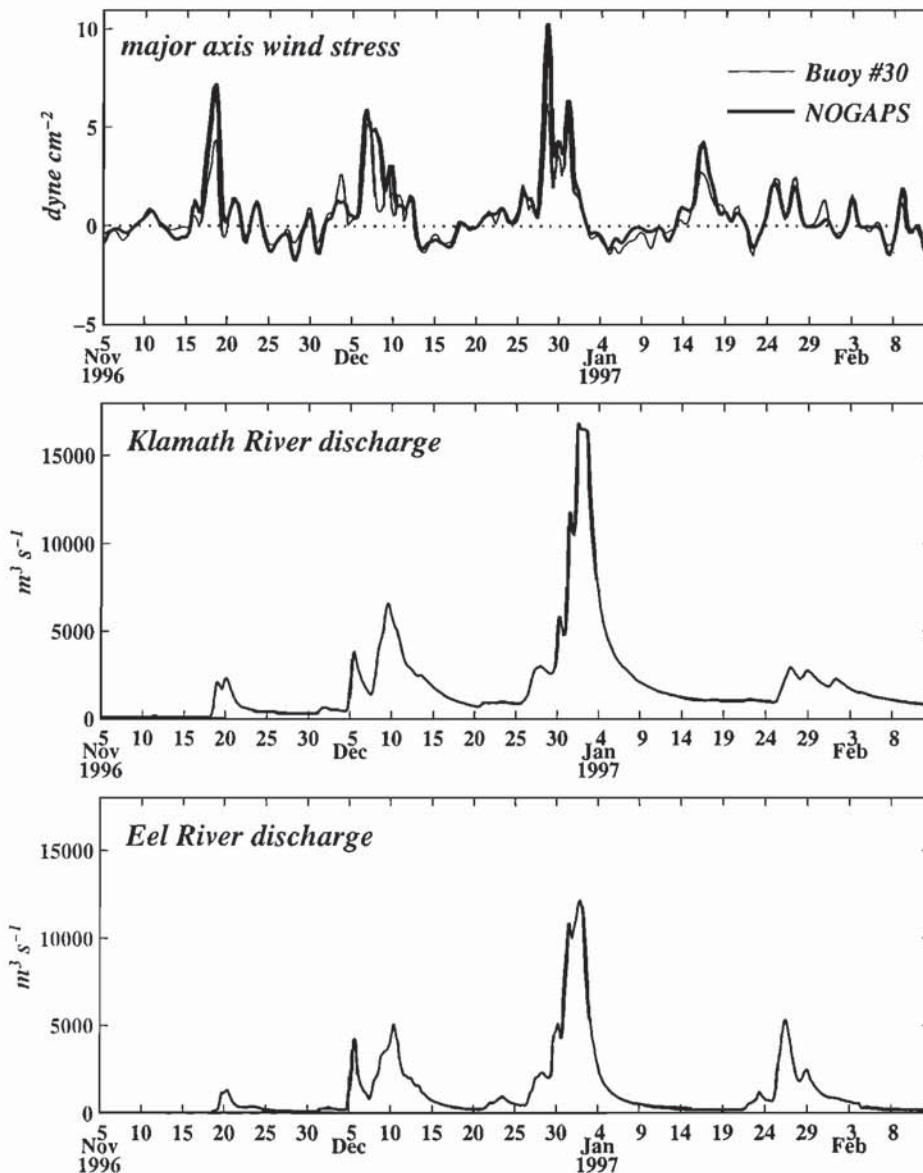 major axis wind stress
Buoy #30
NOGAPS
dyne cm⁻²
10
5
0
−5
5 10 15 20 25 30 5 10 15 20 25 30 4 9 14 19 24 29 3 8
Nov Dec Jan Feb
1996 1997
Klamath River discharge
m³ s⁻¹
15000
10000
5000
0
5 10 15 20 25 30 5 10 15 20 25 30 4 9 14 19 24 29 3 8
Nov Dec Jan Feb
1996 1997
Eel River discharge
m³ s⁻¹
15000
10000
5000
0
5 10 15 20 25 30 5 10 15 20 25 30 4 9 14 19 24 29 3 8
Nov Dec Jan Feb
1996 1997